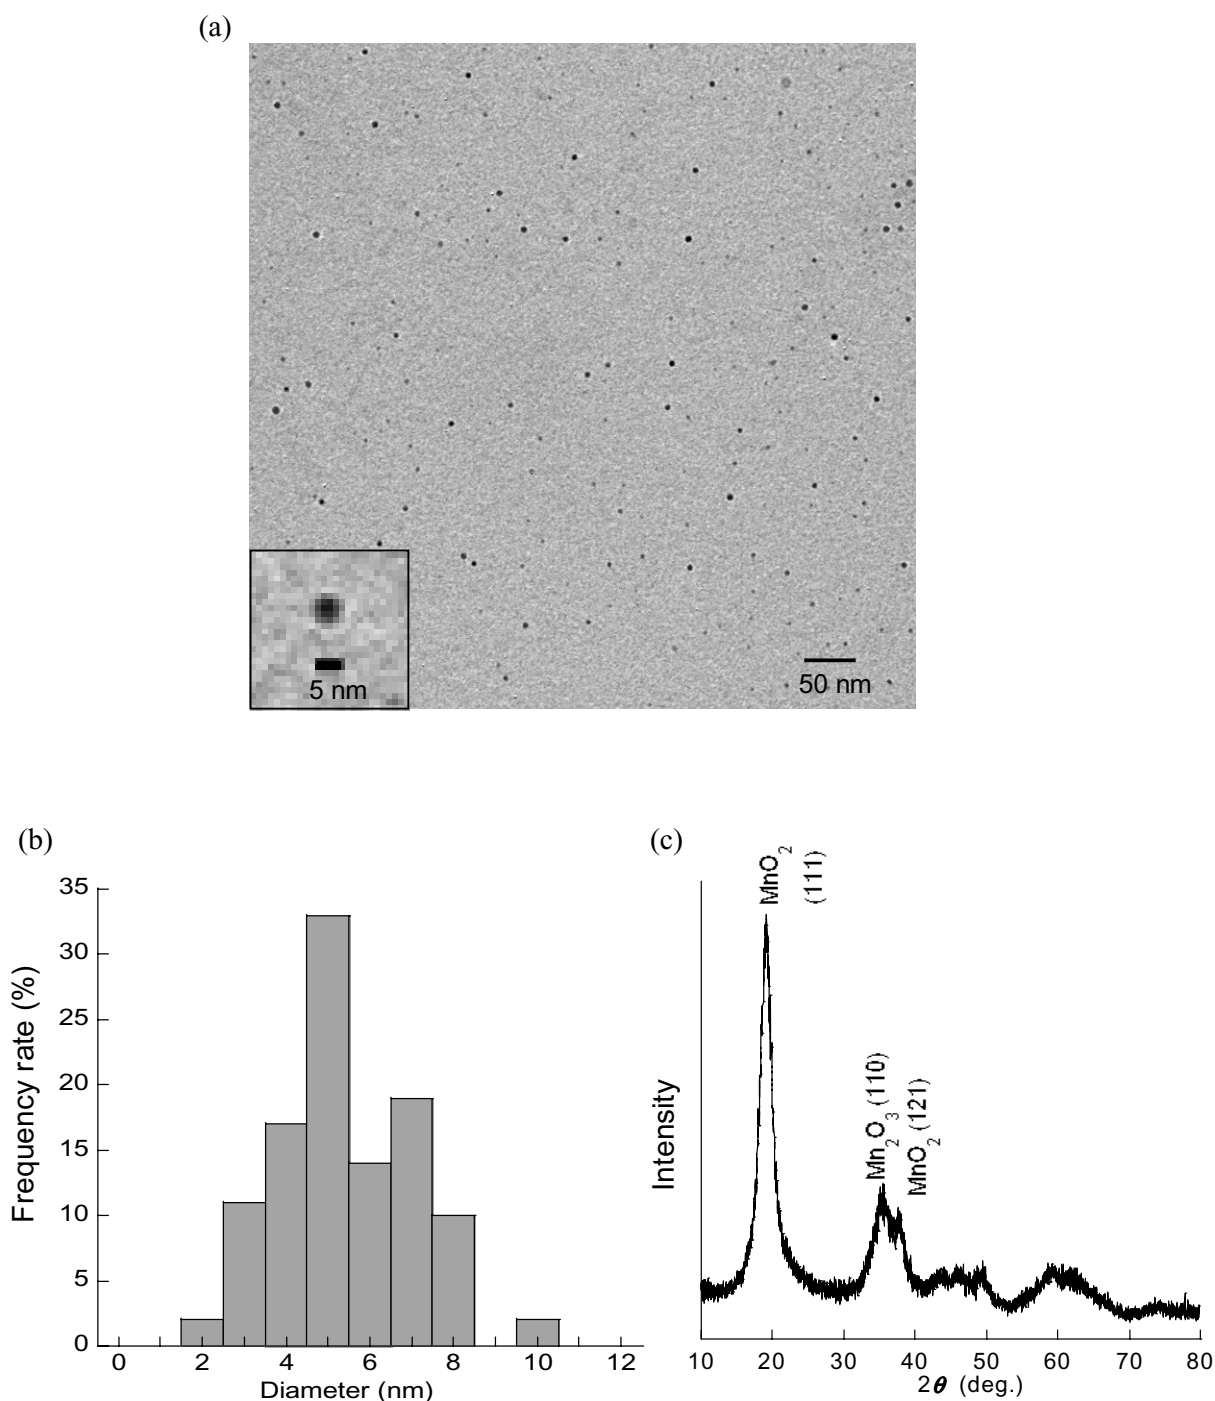 (a)
5 nm
50 nm
(b)
Frequency rate (%)
35
30
25
20
15
10
5
0
0 2 4 6 8 10 12
Diameter (nm)
(c)
Intensity
MnO2 (111)
Mn2O3 (110)
MnO2 (121)
10 20 30 40 50 60 70 80
2θ (deg.)